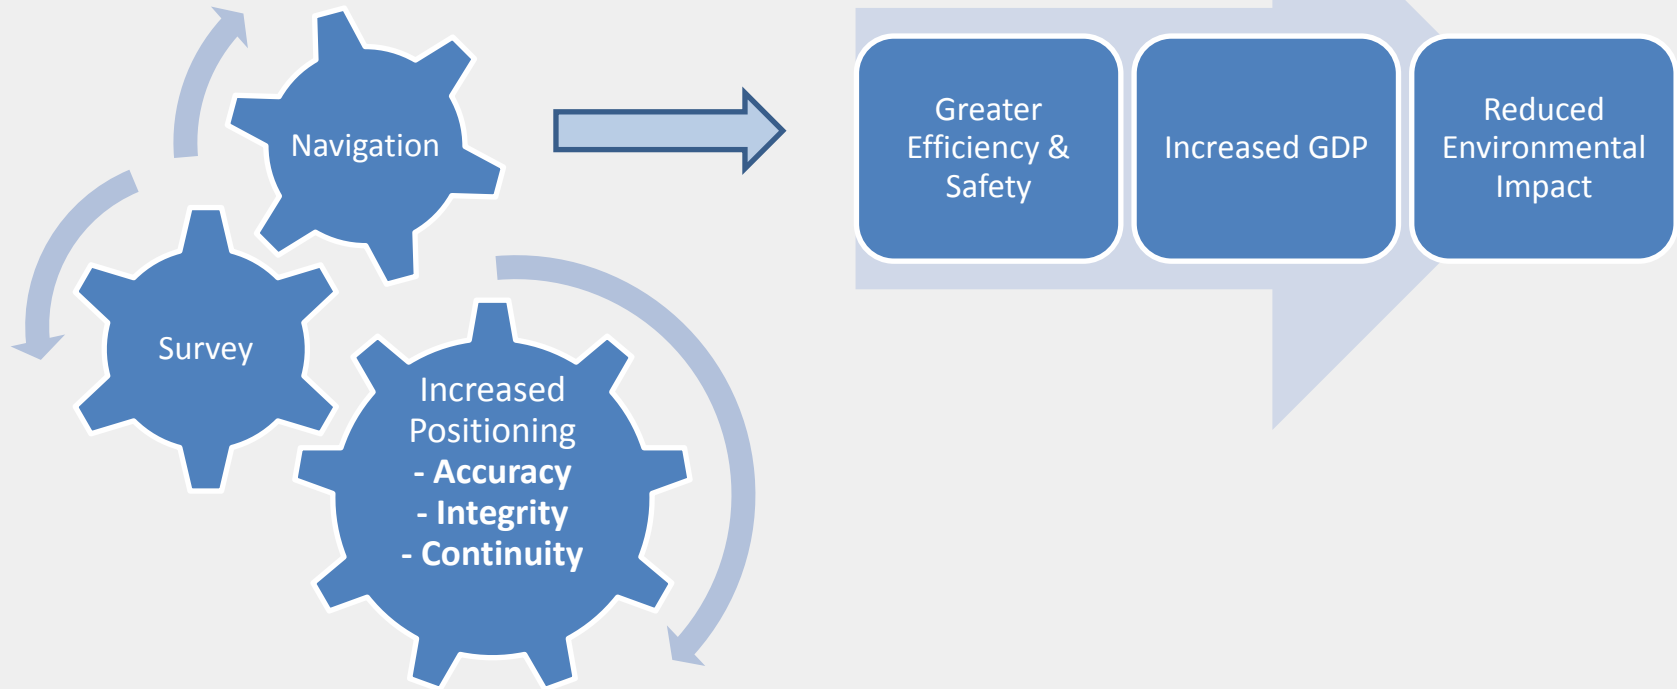 Navigation
Survey
Increased
Positioning
- Accuracy
- Integrity
- Continuity
Greater
Efficiency &
Safety
Increased GDP
Reduced
Environmental
Impact